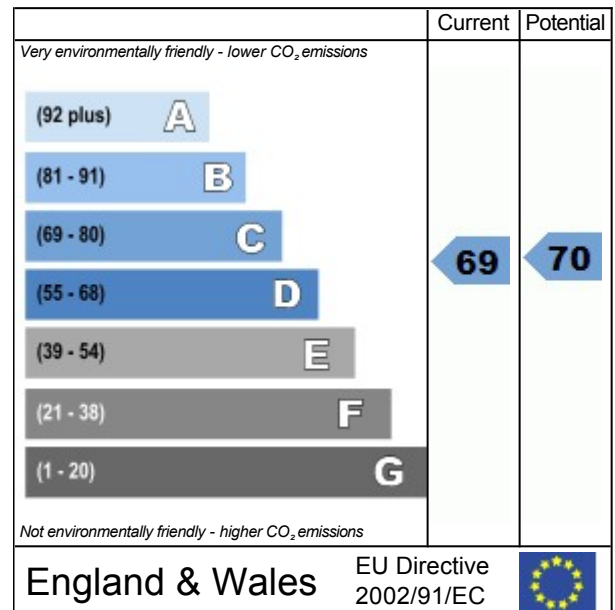 Current Potential
Very environmentally friendly - lower CO₂ emissions
(92 plus) A
(81 - 91) B
(69 - 80) C
(55 - 68) D
(39 - 54) E
(21 - 38) F
(1 - 20) G
69 70
Not environmentally friendly - higher CO₂ emissions
England & Wales
EU Directive
2002/91/EC